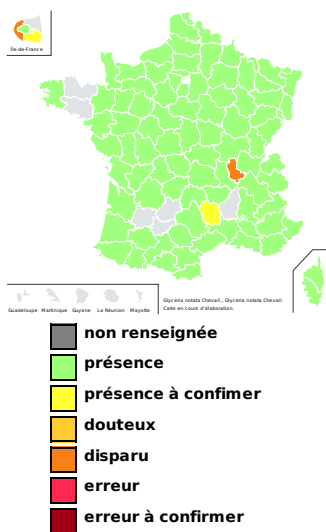 Île-de-France
Guadeloupe Martinique Guyane La Réunion Mayotte
Glyceria notata Chevall., Glyceria notata Chevall.
Carte en cours d'élaboration.
non renseignée
présence
présence à confimer
douteux
disparu
erreur
erreur à confirmer